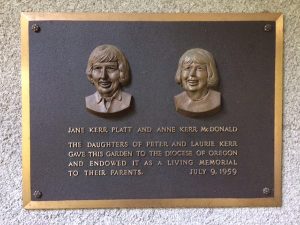 JANE KERR PLATT AND ANNE KERR McDONALD
THE DAUGHTERS OF PETER AND LAURIE KERR
GAVE THIS GARDEN TO THE DIOCESE OF OREGON
AND ENDOWED IT AS A LIVING MEMORIAL
TO THEIR PARENTS. JULY 9, 1959